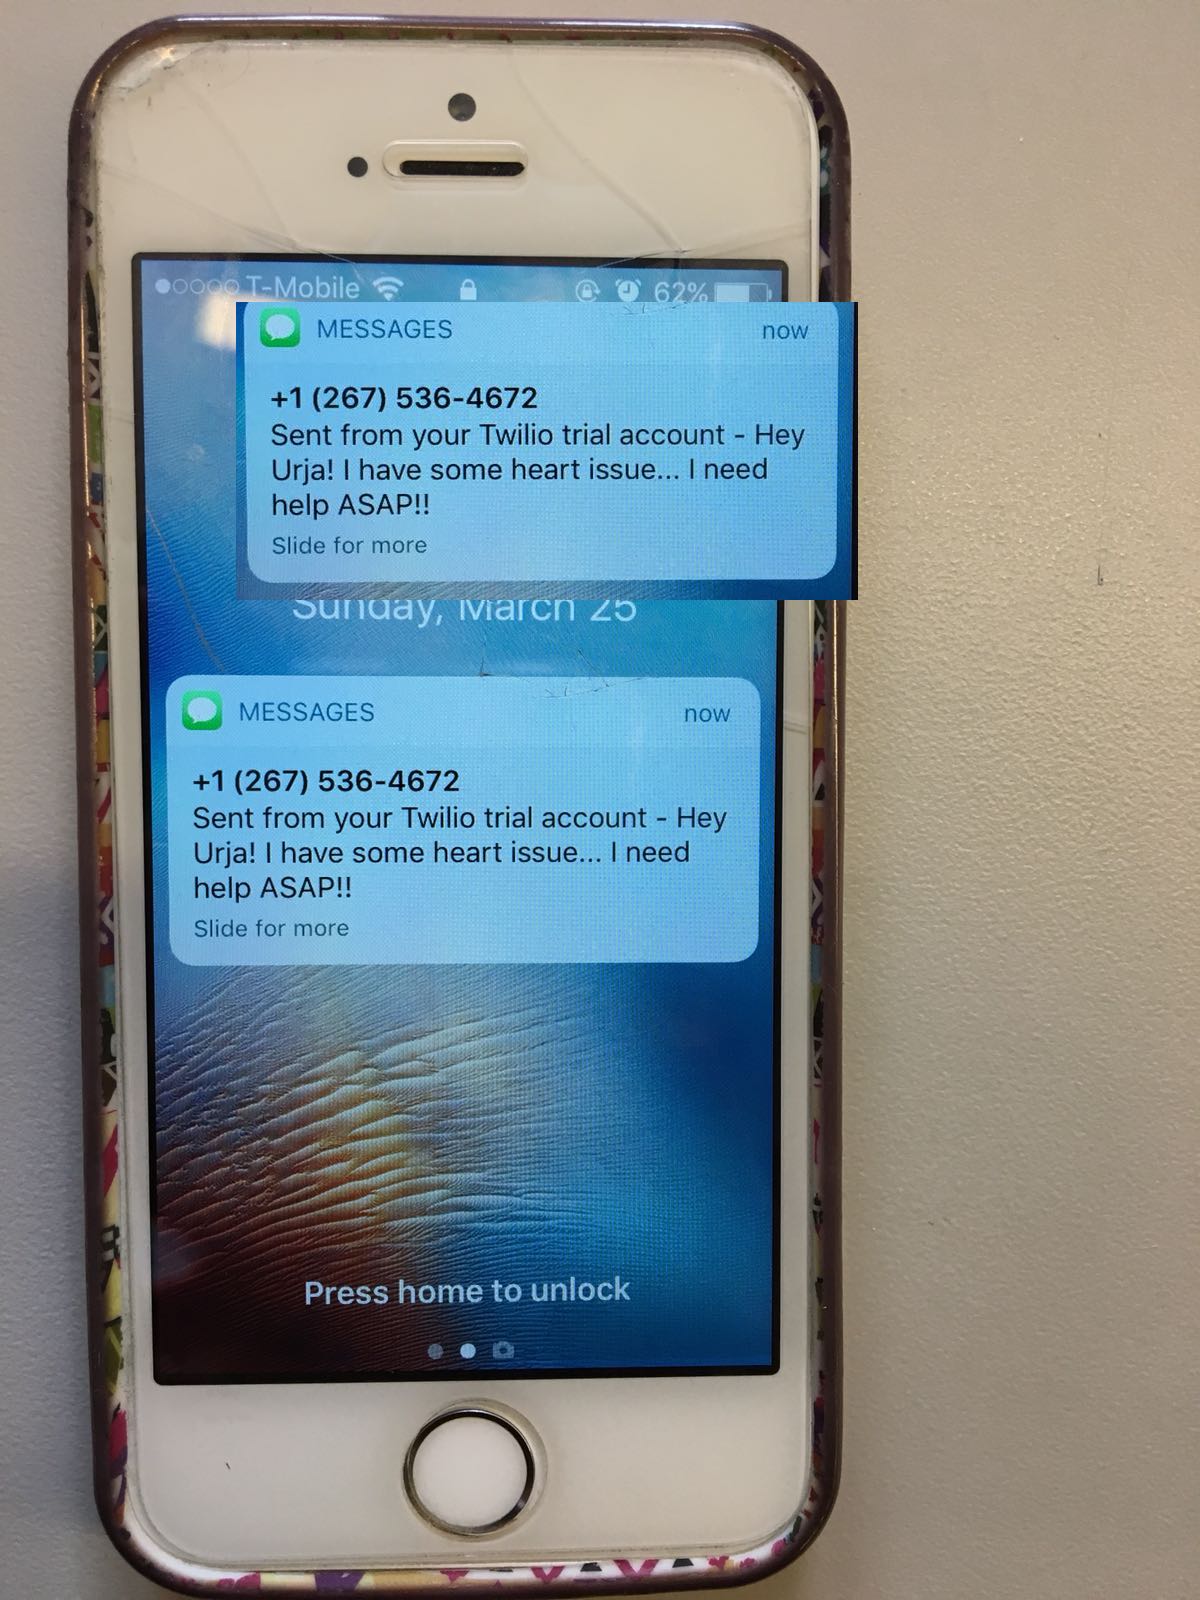 T-Mobile 62%
MESSAGES now
+1 (267) 536-4672
Sent from your Twilio trial account - Hey
Urja! I have some heart issue... I need
help ASAP!!
Slide for more
Sunday, March 25
MESSAGES now
+1 (267) 536-4672
Sent from your Twilio trial account - Hey
Urja! I have some heart issue... I need
help ASAP!!
Slide for more
Press home to unlock